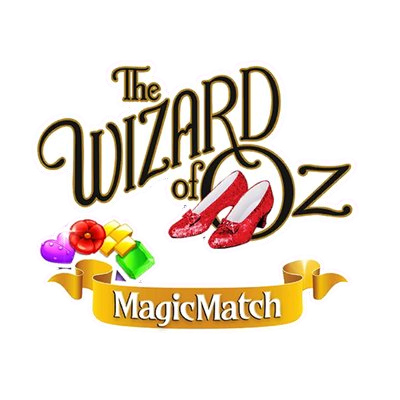 The
WIZARD
of OZ
MagicMatch